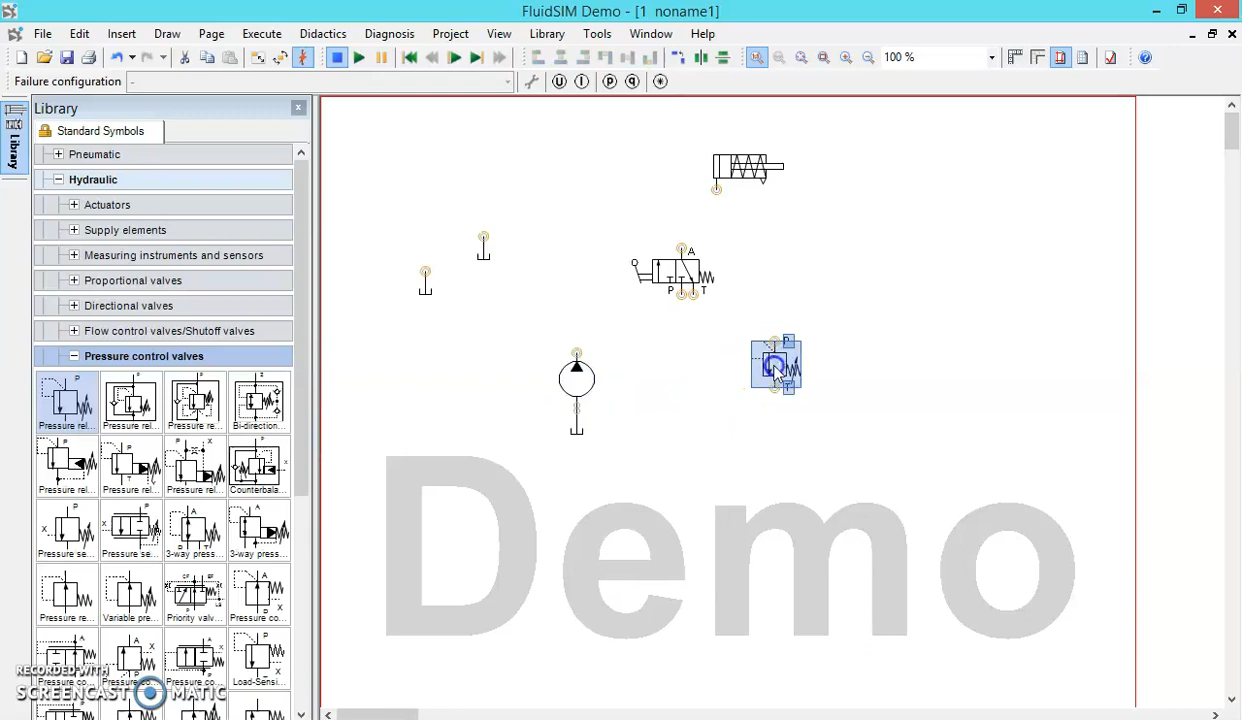 FluidSIM Demo - [1 noname1]
File Edit Insert Draw Page Execute Didactics Diagnosis Project View Library Tools Window Help
100 %
Failure configuration -
U I P q
Library
Library
Standard Symbols
Pneumatic
Hydraulic
Actuators
Supply elements
Measuring instruments and sensors
Proportional valves
Directional valves
Flow control valves/Shutoff valves
Pressure control valves
Pressure rel... Pressure rel... Pressure re... Bi-direction...
Pressure rel... Pressure rel... Pressure rel... Counterbala...
Pressure se... Pressure se... 3-way press... 3-way press...
Pressure re... Variable pre... Priority valv... Pressure co...
Pressure co... Pressure co... Pressure co... Load-Sensi...
A
P T
P
T
Demo
RECORDED WITH
SCREENCAST MATIC